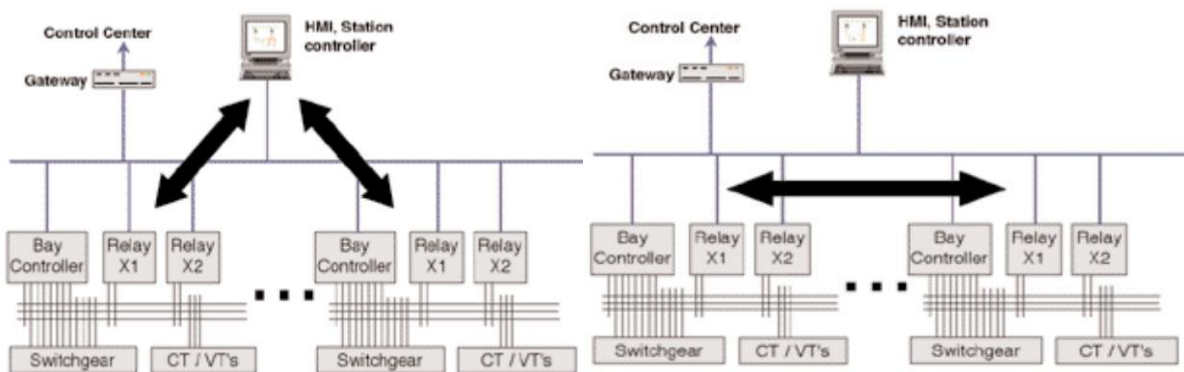 Control Center
HMI, Station
controller
Gateway
Bay
Controller
Relay
X1
Relay
X2
Bay
Controller
Relay
X1
Relay
X2
Switchgear
CT / VT's
Switchgear
CT / VT's
Control Center
HMI, Station
controller
Gateway
Bay
Controller
Relay
X1
Relay
X2
Bay
Controller
Relay
X1
Relay
X2
Switchgear
CT / VT's
Switchgear
CT / VT's